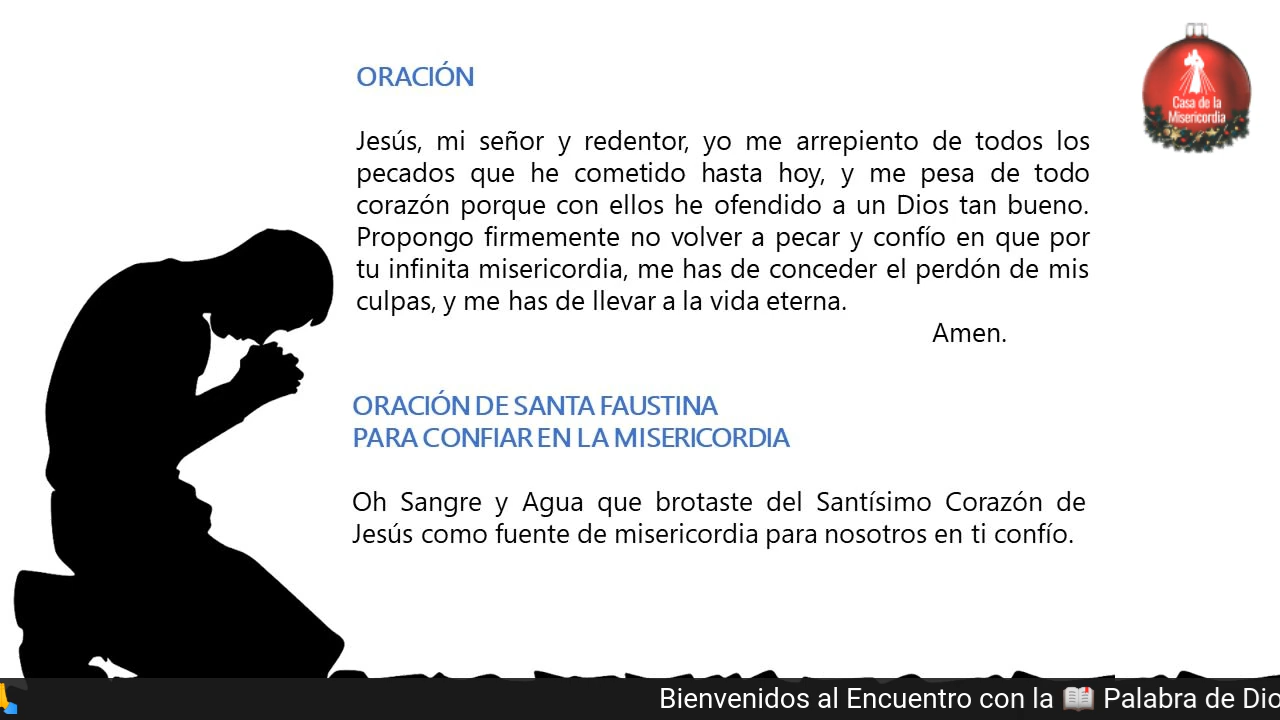 ORACIÓN
Jesús, mi señor y redentor, yo me arrepiento de todos los
pecados que he cometido hasta hoy, y me pesa de todo
corazón porque con ellos he ofendido a un Dios tan bueno.
Propongo firmemente no volver a pecar y confío en que por
tu infinita misericordia, me has de conceder el perdón de mis
culpas, y me has de llevar a la vida eterna.
Amen.
ORACIÓN DE SANTA FAUSTINA
PARA CONFIAR EN LA MISERICORDIA
Oh Sangre y Agua que brotaste del Santísimo Corazón de
Jesús como fuente de misericordia para nosotros en ti confío.
Casa de la
Misericordia
Bienvenidos al Encuentro con la 📖 Palabra de Dio